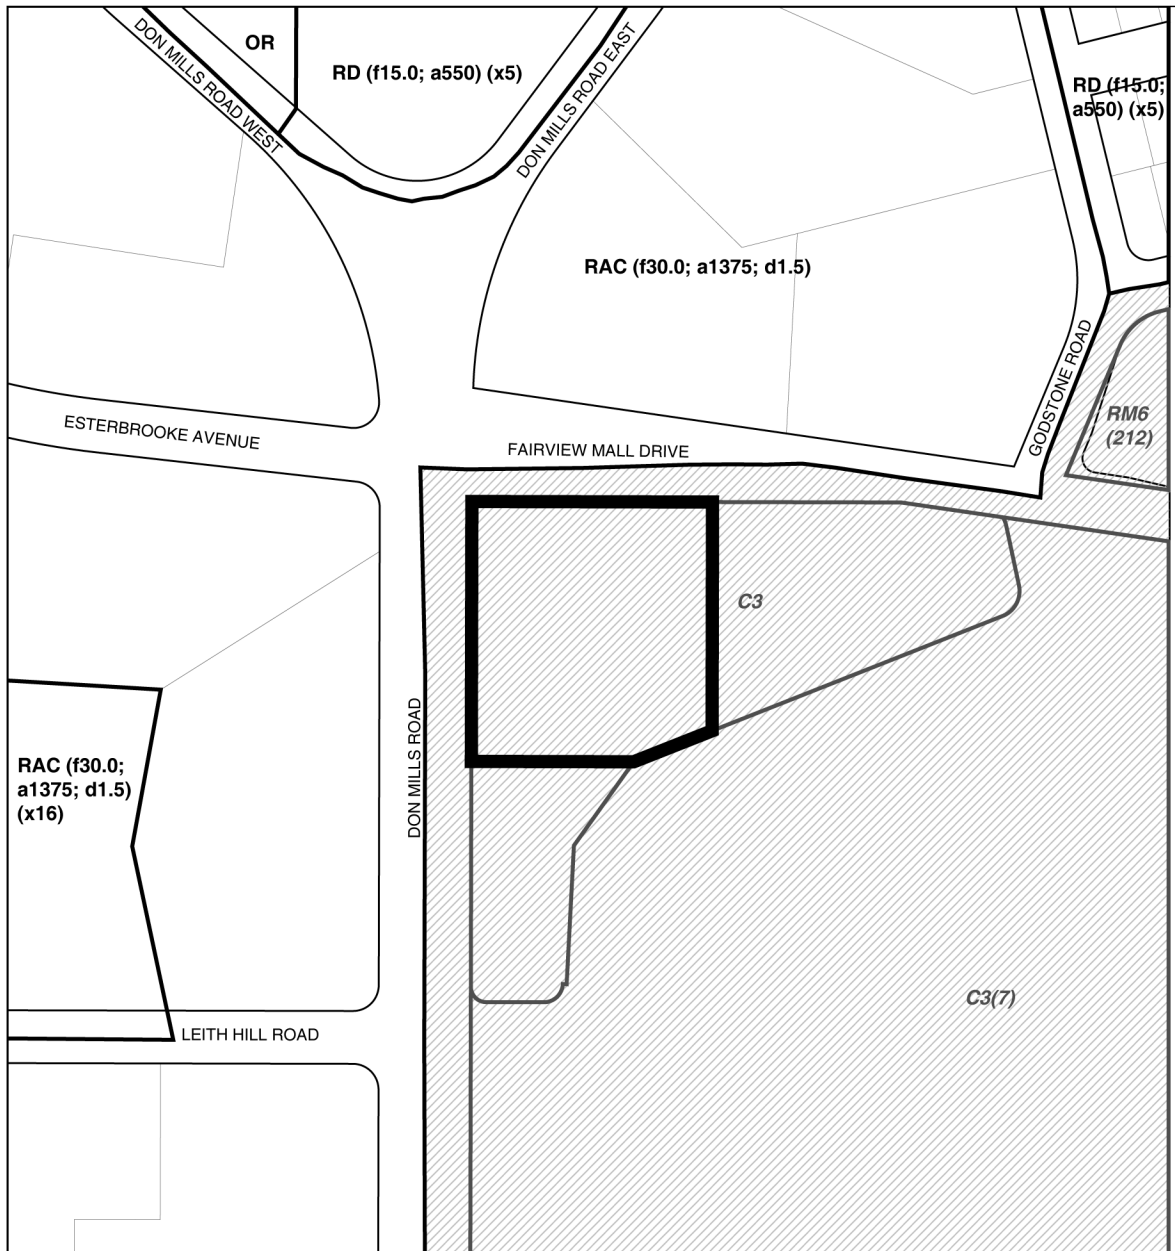 OR
RD (f15.0; a550) (x5)
DON MILLS ROAD WEST
DON MILLS ROAD EAST
RD (f15.0;
a550) (x5)
RAC (f30.0; a1375; d1.5)
GODSTONE ROAD
RM6
(212)
ESTERBROOKE AVENUE
FAIRVIEW MALL DRIVE
C3
DON MILLS ROAD
RAC (f30.0;
a1375; d1.5)
(x16)
C3(7)
LEITH HILL ROAD